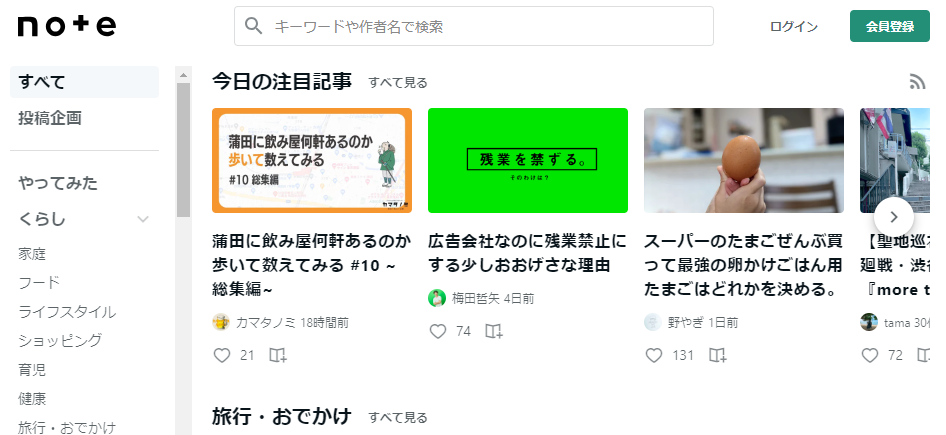 note
キーワードや作者名で検索
ログイン
会員登録
すべて
投稿企画
やってみた
くらし
家庭
フード
ライフスタイル
ショッピング
育児
健康
旅行・おでかけ
今日の注目記事
すべて見る
蒲田に飲み屋何軒あるのか
歩いて数えてみる
#10 総集編
カマタノミ
蒲田に飲み屋何軒あるのか
歩いて数えてみる #10 ~
総集編~
カマタノミ 18時間前
21
残業を禁する。
そのわけは?
広告会社なのに残業禁止に
する少しおおげさな理由
梅田哲矢 4日前
74
スーパーのたまごぜんぶ買
って最強の卵かけごはん用
たまごはどれかを決める。
野やぎ 1日前
131
【聖地巡
廻戦・渋
『more t
tama 30
72
旅行・おでかけ
すべて見る